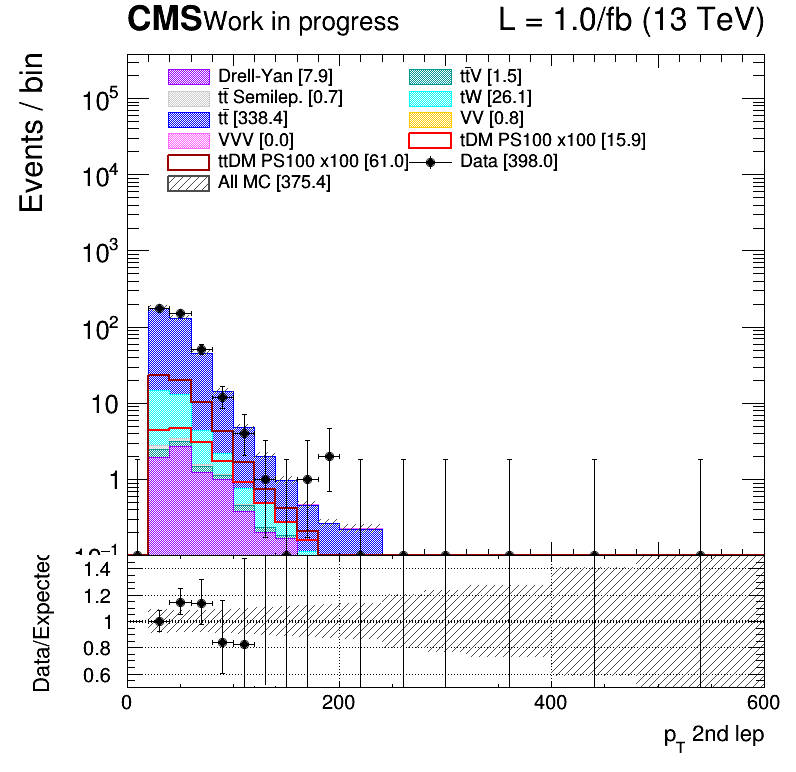 CMS Work in progress L = 1.0/fb (13 TeV)
Events / bin
Drell-Yan [7.9] tt̄V [1.5]
tt̄ Semilep. [0.7] tW [26.1]
tt̄ [338.4] VV [0.8]
VVV [0.0] tDM PS100 x100 [15.9]
ttDM PS100 x100 [61.0] Data [398.0]
All MC [375.4]
10⁵
10⁴
10³
10²
10
1
10⁻¹
Data/Expected
1.4
1.2
1
0.8
0.6
0 200 400 600
p_T 2nd lep